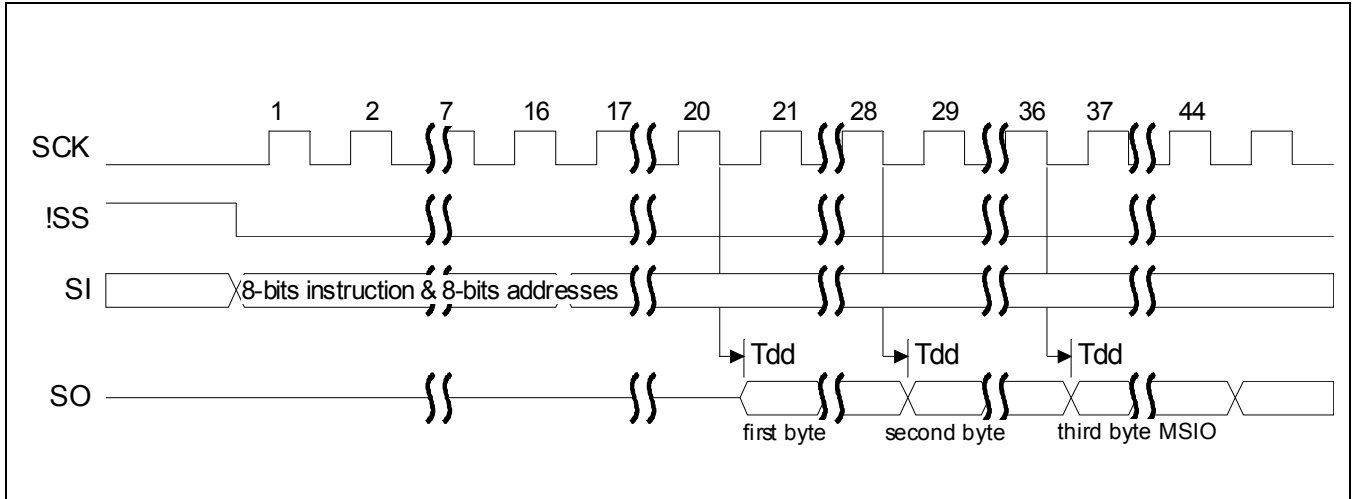 1 2 7 16 17 20 21 28 29 36 37 44
SCK
!SS
SI 8-bits instruction & 8-bits addresses
Tdd Tdd Tdd
SO
first byte second byte third byte MSIO